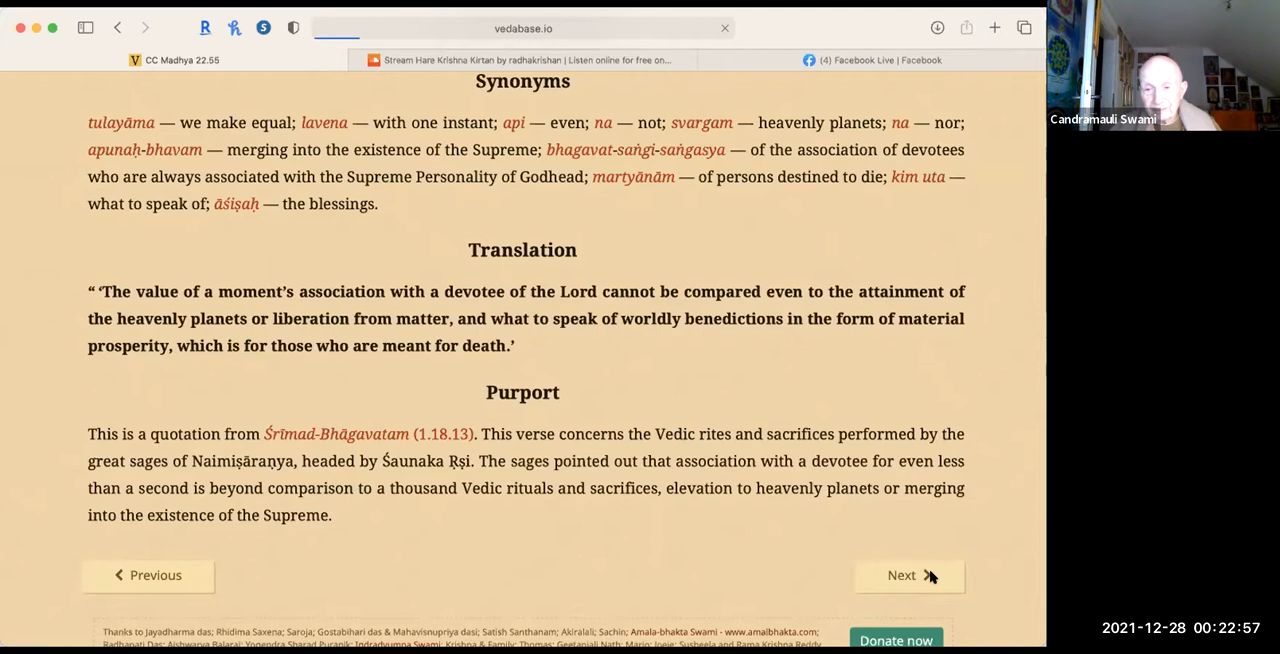 vedabase.io
CC Madhya 22.55
Stream Hare Krishna Kirtan by radhakrishan | Listen online for free on...
(4) Facebook Live | Facebook
Candramauli Swami
Synonyms
tulayāma — we make equal; lavena — with one instant; api — even; na — not; svargam — heavenly planets; na — nor;
apunaḥ-bhavam — merging into the existence of the Supreme; bhagavat-saṅgi-saṅgasya — of the association of devotees
who are always associated with the Supreme Personality of Godhead; martyānām — of persons destined to die; kim uta —
what to speak of; āśiṣaḥ — the blessings.
Translation
“ ‘The value of a moment’s association with a devotee of the Lord cannot be compared even to the attainment of
the heavenly planets or liberation from matter, and what to speak of worldly benedictions in the form of material
prosperity, which is for those who are meant for death.’
Purport
This is a quotation from Śrīmad-Bhāgavatam (1.18.13). This verse concerns the Vedic rites and sacrifices performed by the
great sages of Naimiṣāraṇya, headed by Śaunaka Ṛṣi. The sages pointed out that association with a devotee for even less
than a second is beyond comparison to a thousand Vedic rituals and sacrifices, elevation to heavenly planets or merging
into the existence of the Supreme.
Previous
Next
Thanks to Jayadharma das; Rhidima Saxena; Saroja; Gostabihari das & Mahavisnupriya dasi; Satish Santhanam; Akiralali; Sachin; Amala-bhakta Swami - www.amalbhakta.com;
Donate now
2021-12-28 00:22:57